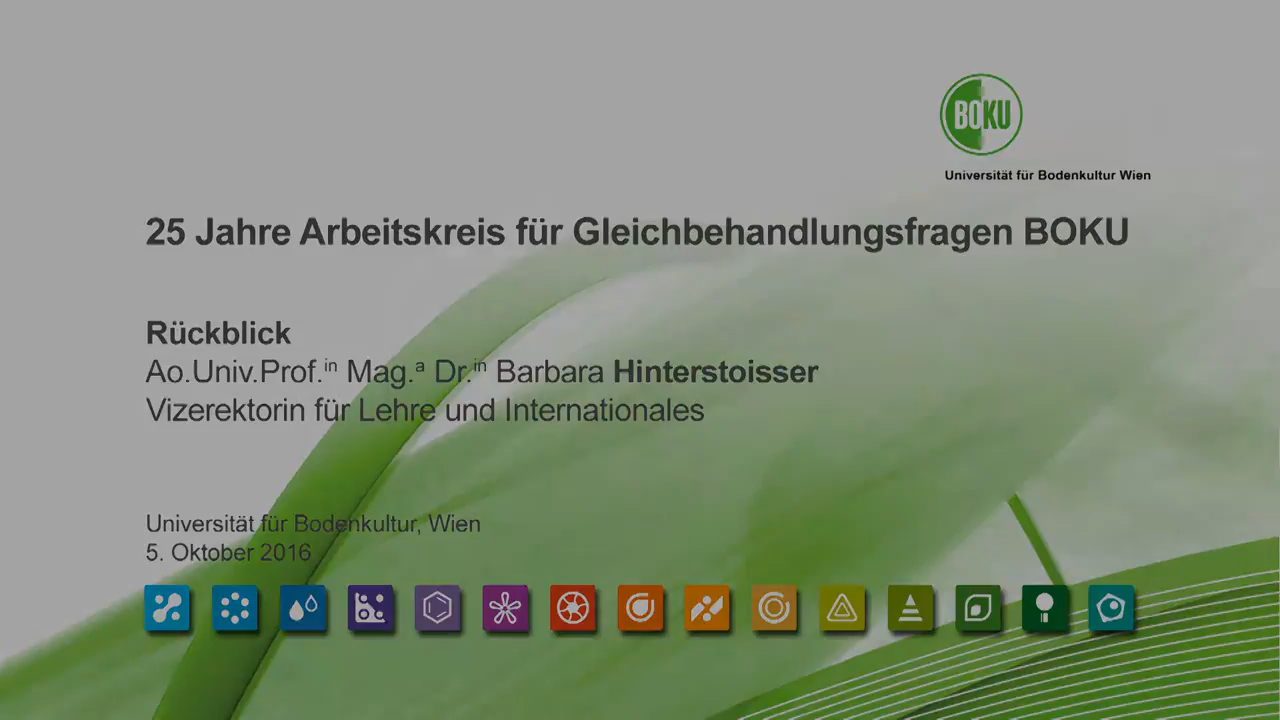 BOKU
Universität für Bodenkultur Wien
25 Jahre Arbeitskreis für Gleichbehandlungsfragen BOKU
Rückblick
Ao.Univ.Prof.ⁱⁿ Mag.ª Dr.ⁱⁿ Barbara Hinterstoisser
Vizerektorin für Lehre und Internationales
Universität für Bodenkultur, Wien
5. Oktober 2016